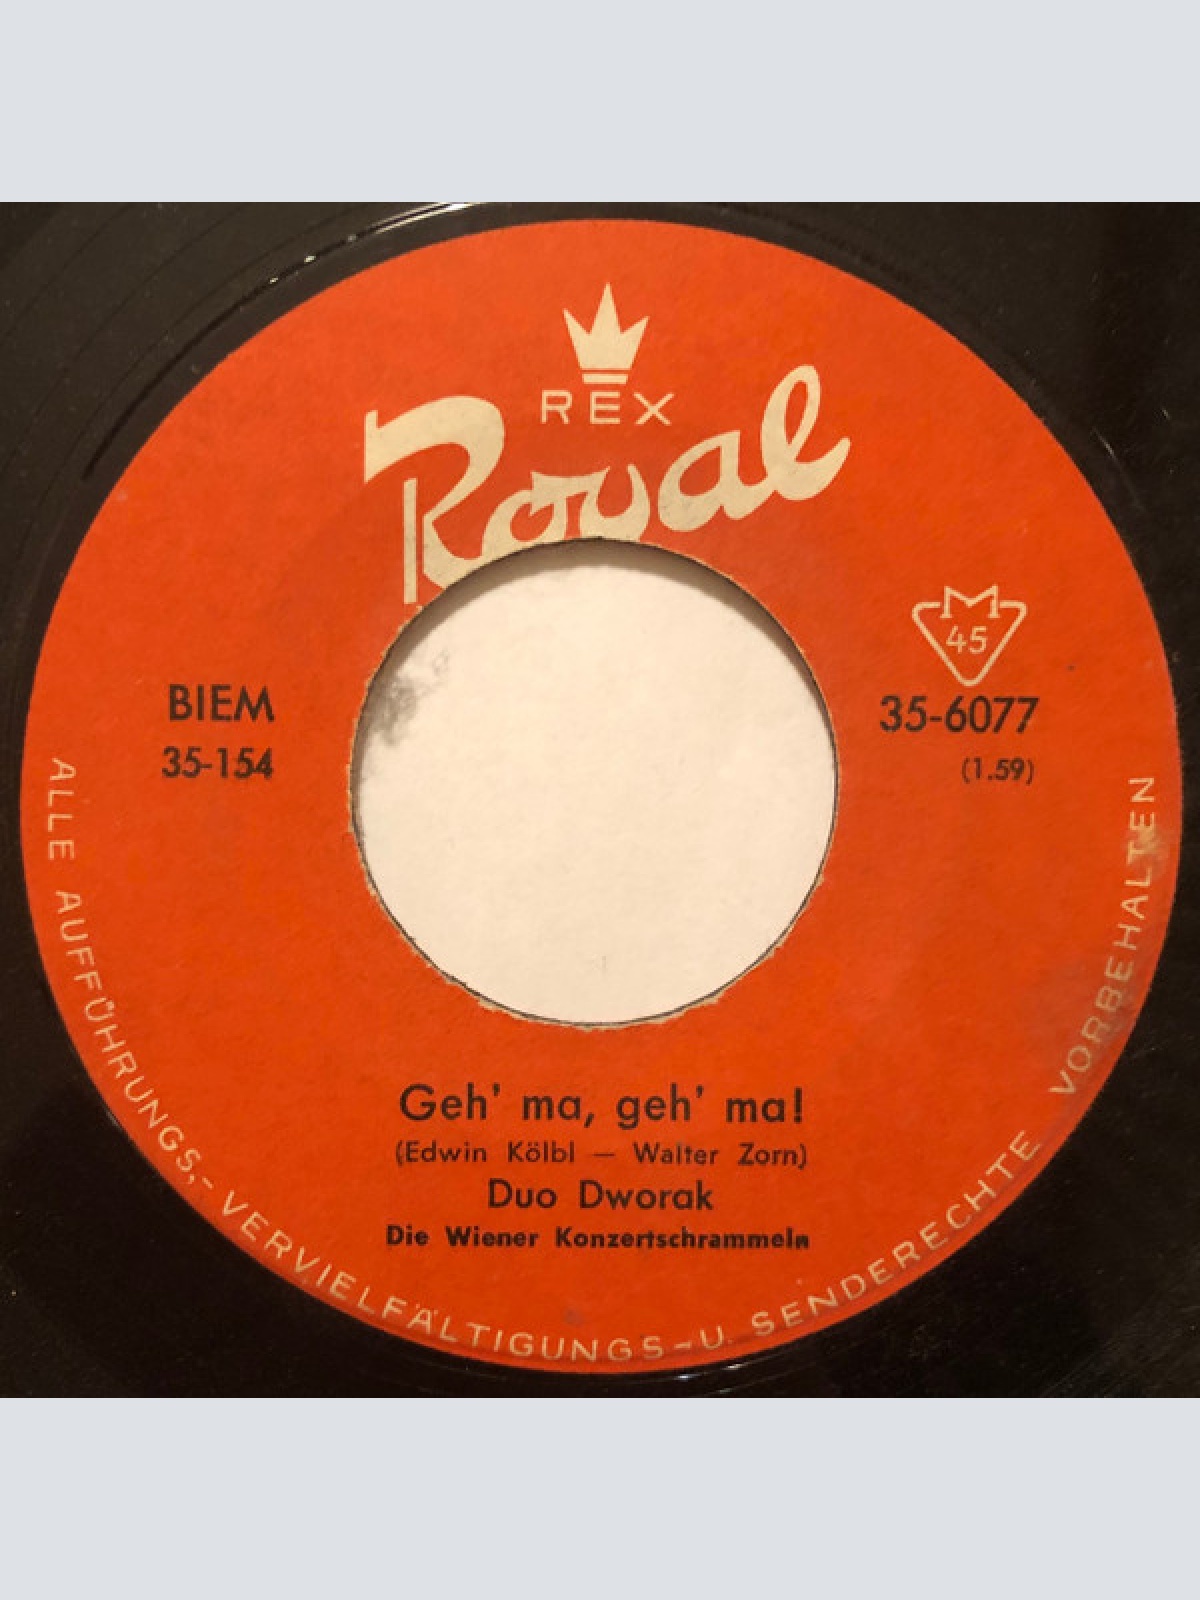 REX
Royal
45
BIEM
35-154
35-6077
(1.59)
Geh' ma, geh' ma!
(Edwin Kölbl — Walter Zorn)
Duo Dworak
Die Wiener Konzertschrammeln
ALLE AUFFÜHRUNGS,- VERVIELFÄLTIGUNGS-U. SENDERECHTE VORBEHALTEN